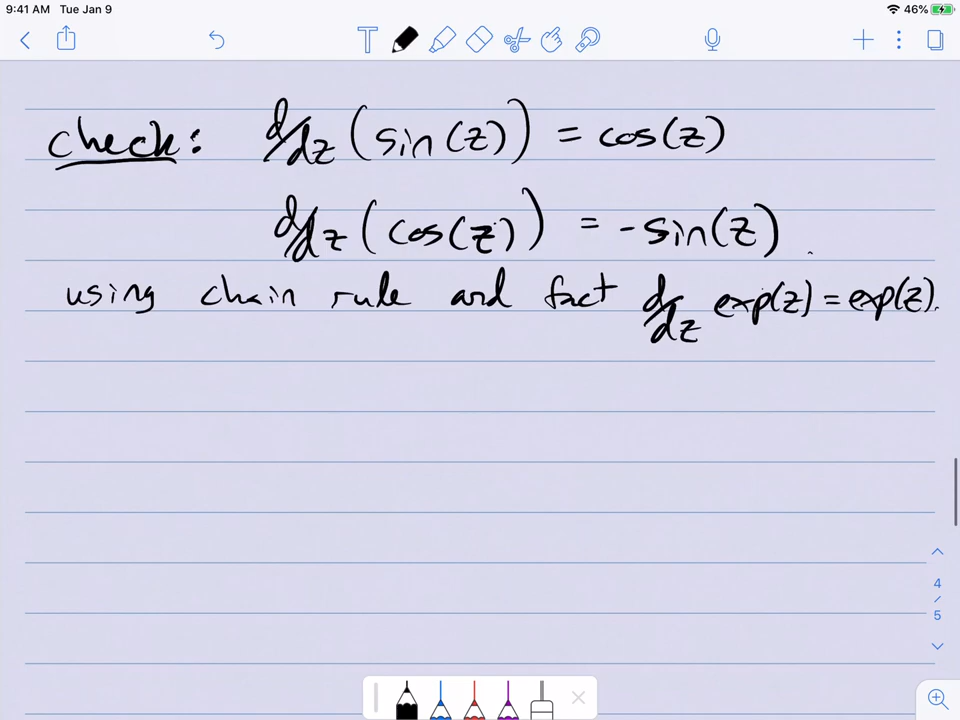 9:41 AM Tue Jan 9 46%
T
check: d/dz (sin(z)) = cos(z)
d/dz (cos(z)) = -sin(z).
using chain rule and fact d/dz exp(z) = exp(z).
4
/
5